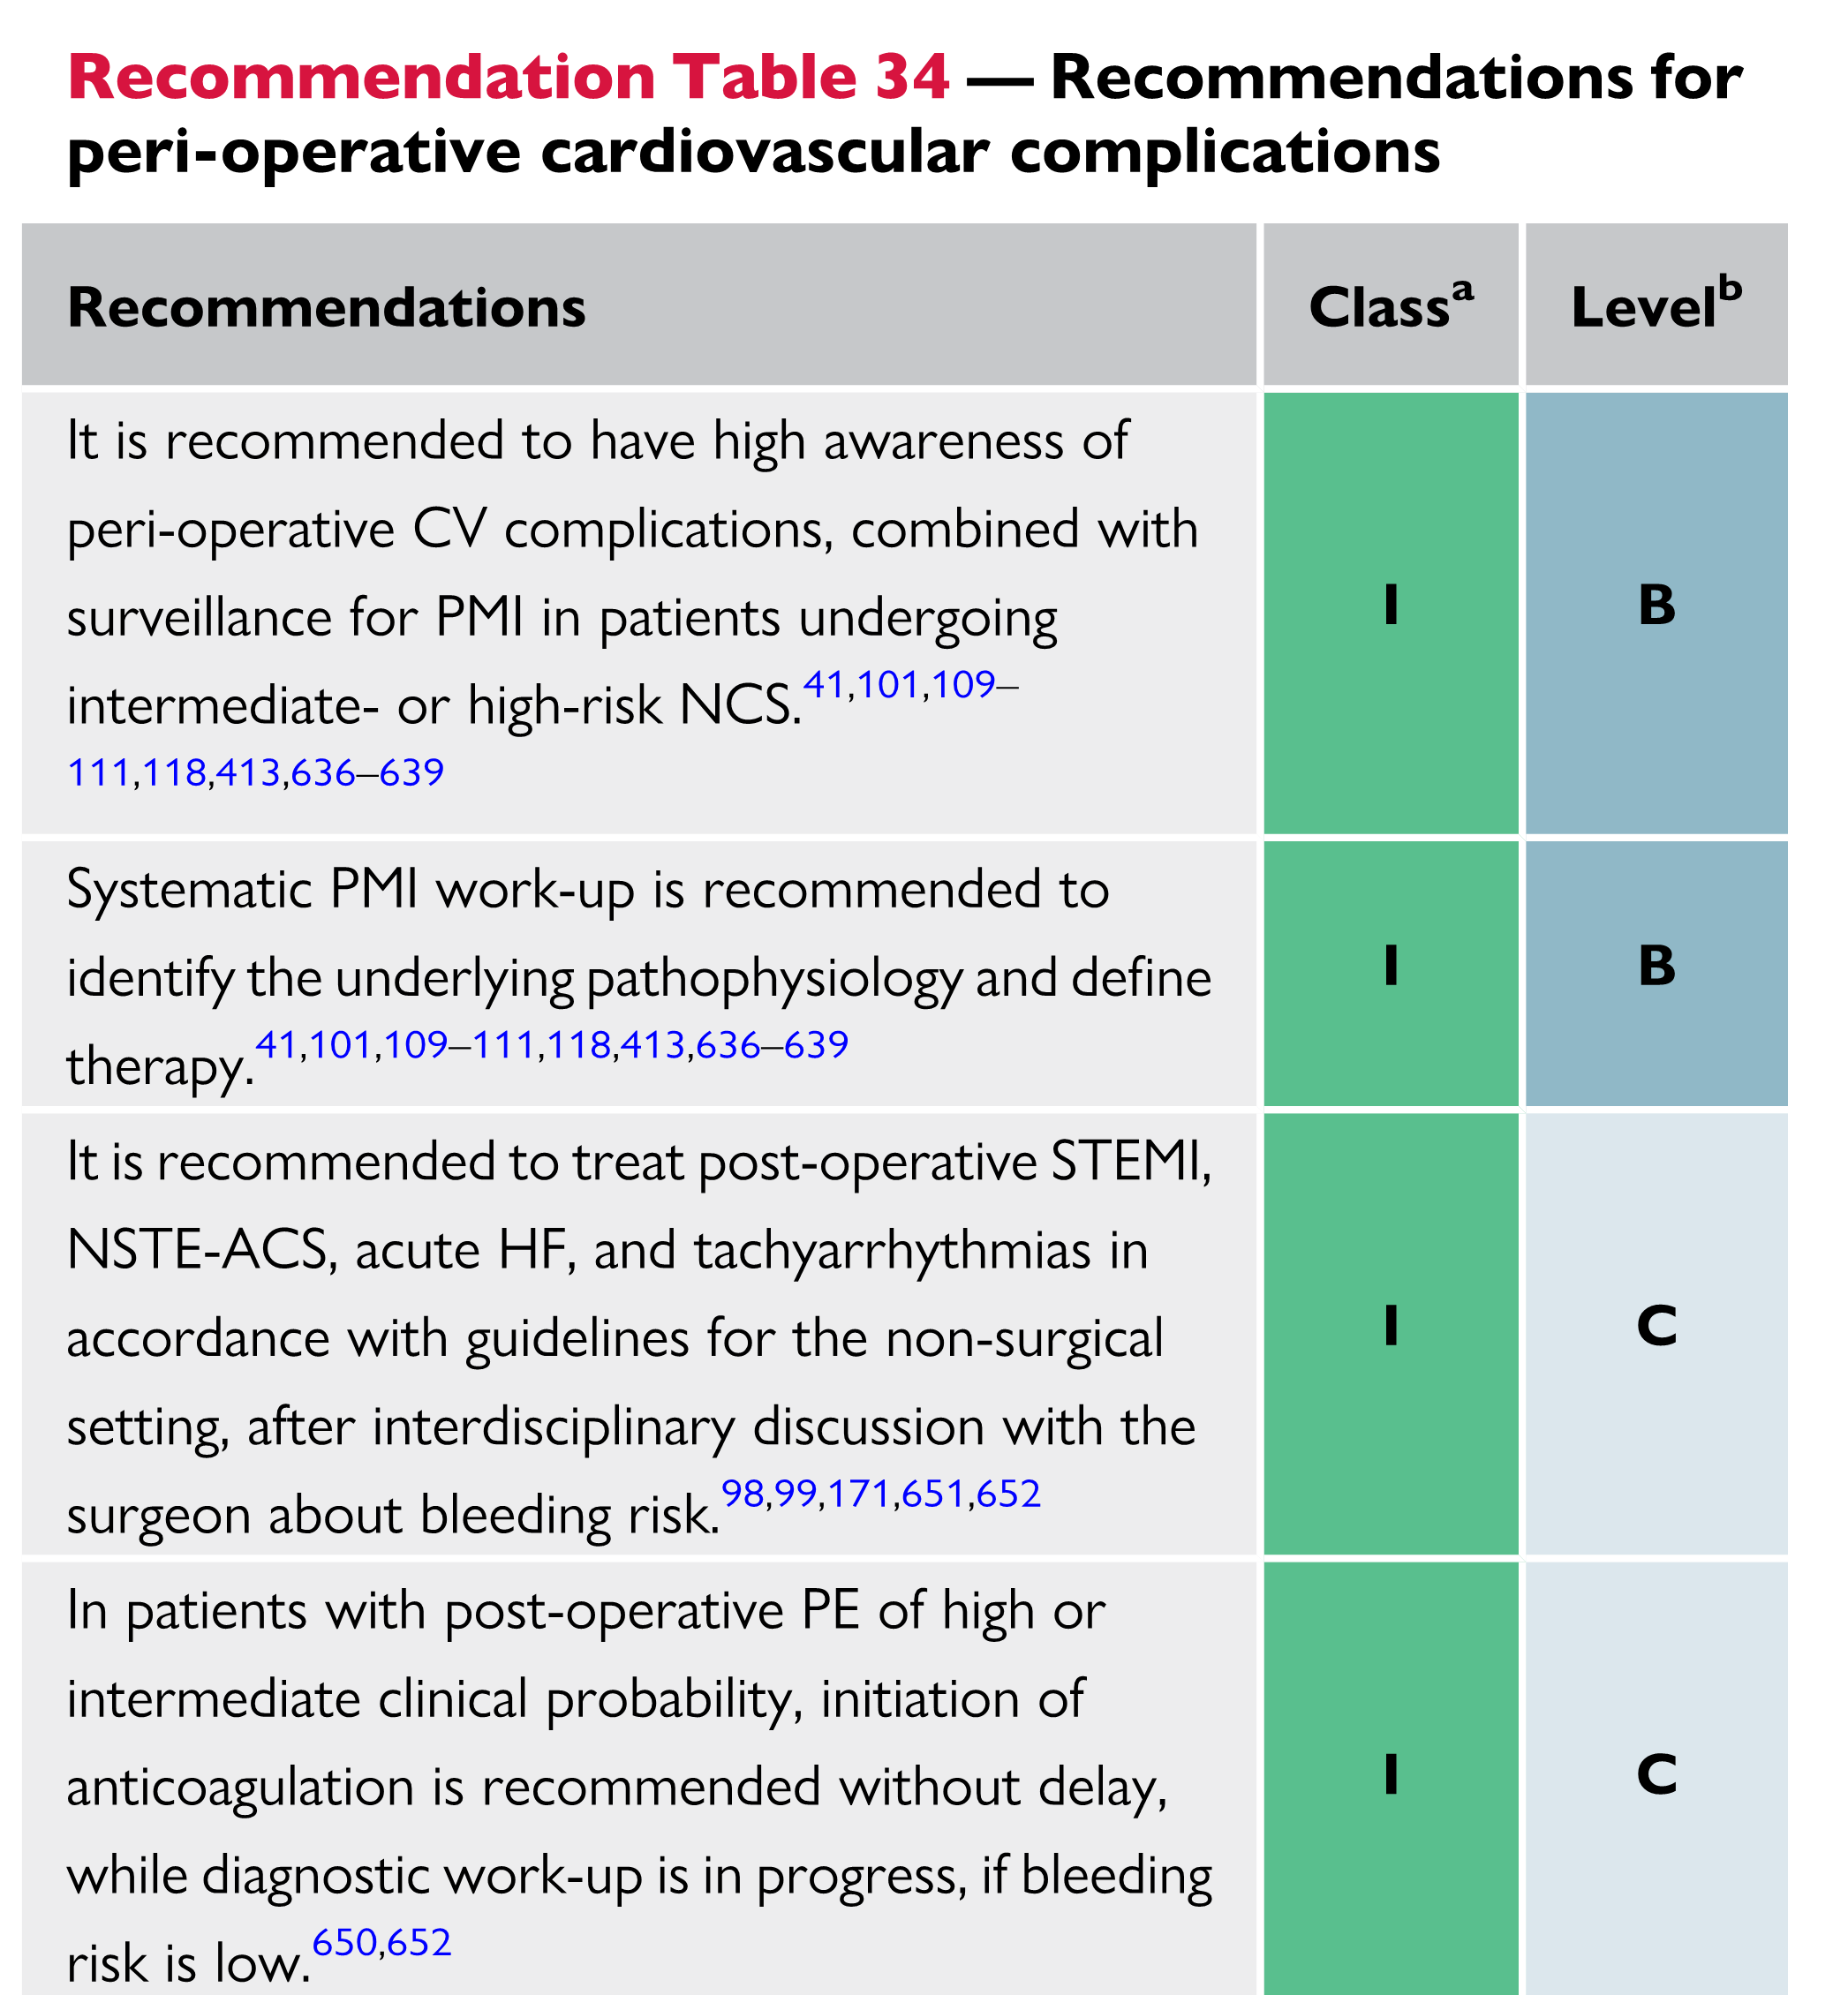 Recommendation Table 34 — Recommendations for
peri-operative cardiovascular complications
Recommendations Classᵃ Levelᵇ
It is recommended to have high awareness of
peri-operative CV complications, combined with
surveillance for PMI in patients undergoing
intermediate- or high-risk NCS.41,101,109–
111,118,413,636–639
I B
Systematic PMI work-up is recommended to
identify the underlying pathophysiology and define
therapy.41,101,109–111,118,413,636–639
I B
It is recommended to treat post-operative STEMI,
NSTE-ACS, acute HF, and tachyarrhythmias in
accordance with guidelines for the non-surgical
setting, after interdisciplinary discussion with the
surgeon about bleeding risk.98,99,171,651,652
I C
In patients with post-operative PE of high or
intermediate clinical probability, initiation of
anticoagulation is recommended without delay,
while diagnostic work-up is in progress, if bleeding
risk is low.650,652
I C